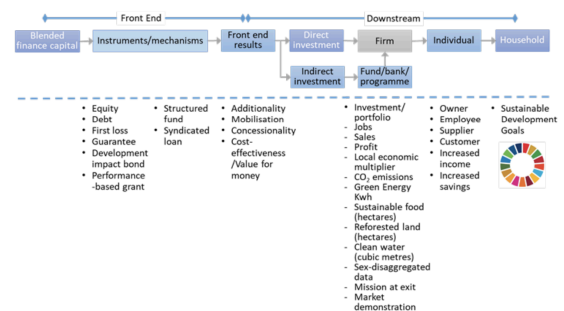 Front End
Downstream
Blended
finance capital
Instruments/mechanisms
Front end
results
Direct
investment
Firm
Individual
Household
Indirect
investment
Fund/bank/
programme
• Equity
• Debt
• First loss
• Guarantee
• Development
impact bond
• Performance
-based grant
• Structured
fund
• Syndicated
loan
• Additionality
• Mobilisation
• Concessionality
• Cost-
effectiveness
/Value for
money
• Investment/
portfolio
- Jobs
- Sales
- Profit
- Local economic
multiplier
- CO₂ emissions
- Green Energy
Kwh
- Sustainable food
(hectares)
- Reforested land
(hectares)
- Clean water
(cubic metres)
- Sex-disaggregated
data
- Mission at exit
- Market
demonstration
• Owner
• Employee
• Supplier
• Customer
• Increased
income
• Increased
savings
• Sustainable
Development
Goals